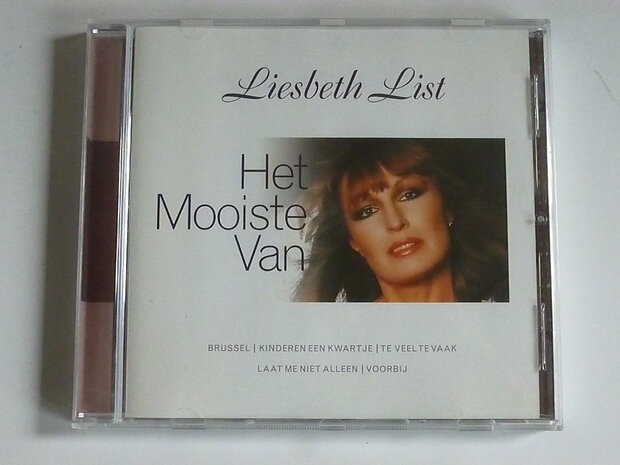 Liesbeth List
Het
Mooiste
Van
BRUSSEL | KINDEREN EEN KWARTJE | TE VEEL TE VAAK
LAAT ME NIET ALLEEN | VOORBIJ